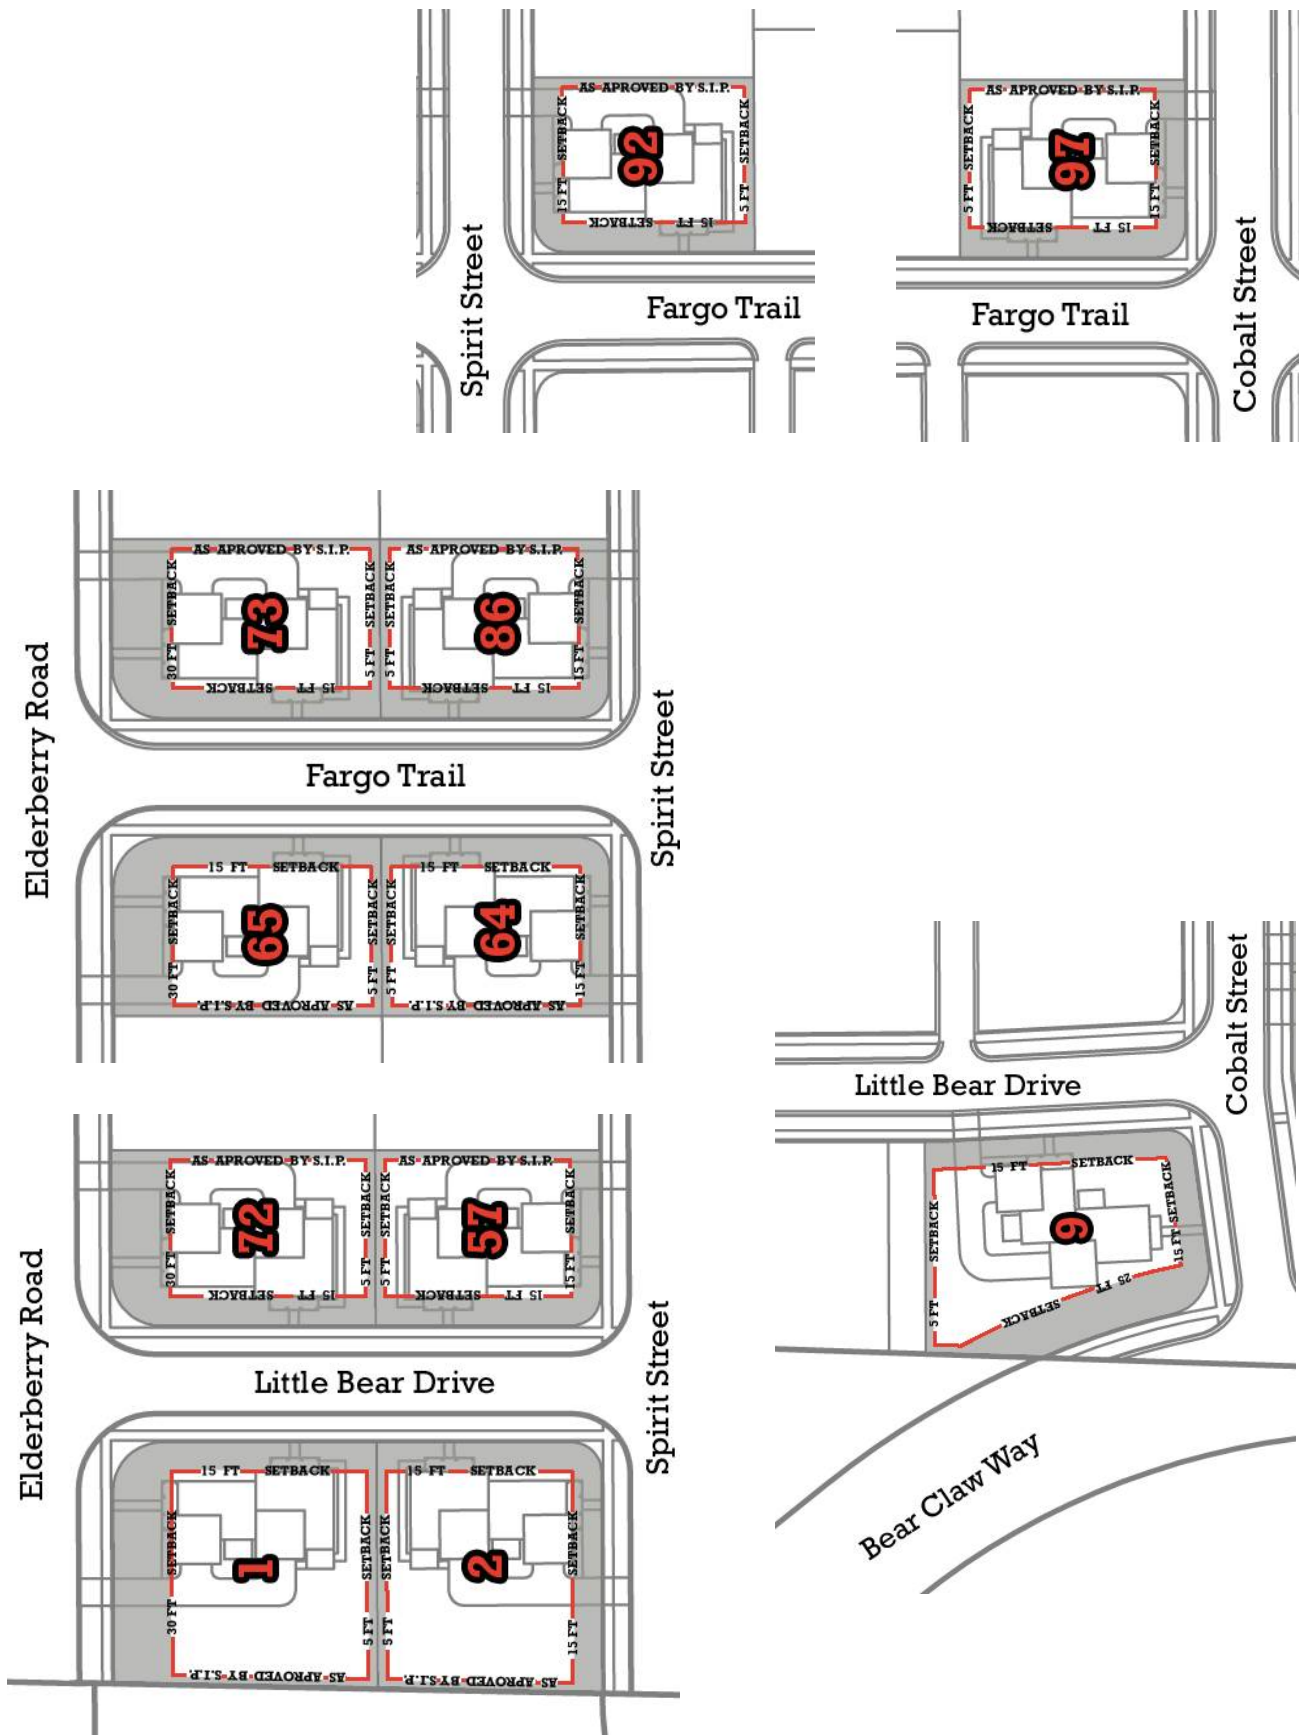 AS APROVED BY S.I.P.
15 FT SETBACK
92
5 FT SETBACK
15 FT SETBACK
Spirit Street
Fargo Trail
AS APROVED BY S.I.P.
5 FT SETBACK
97
15 FT SETBACK
15 FT SETBACK
Fargo Trail
Cobalt Street
AS APROVED BY S.I.P.
30 FT SETBACK
73
5 FT SETBACK
15 FT SETBACK
AS APROVED BY S.I.P.
5 FT SETBACK
86
15 FT SETBACK
15 FT SETBACK
Elderberry Road
Fargo Trail
Spirit Street
15 FT SETBACK
30 FT SETBACK
65
5 FT SETBACK
AS APROVED BY S.I.P.
15 FT SETBACK
5 FT SETBACK
64
15 FT SETBACK
AS APROVED BY S.I.P.
AS APROVED BY S.I.P.
30 FT SETBACK
72
5 FT SETBACK
15 FT SETBACK
AS APROVED BY S.I.P.
5 FT SETBACK
57
15 FT SETBACK
15 FT SETBACK
Elderberry Road
Little Bear Drive
Spirit Street
15 FT SETBACK
30 FT SETBACK
1
5 FT SETBACK
AS APROVED BY S.I.P.
15 FT SETBACK
5 FT SETBACK
2
15 FT SETBACK
AS APROVED BY S.I.P.
Cobalt Street
Little Bear Drive
15 FT SETBACK
5 FT SETBACK
9
15 FT SETBACK
25 FT SETBACK
Bear Claw Way